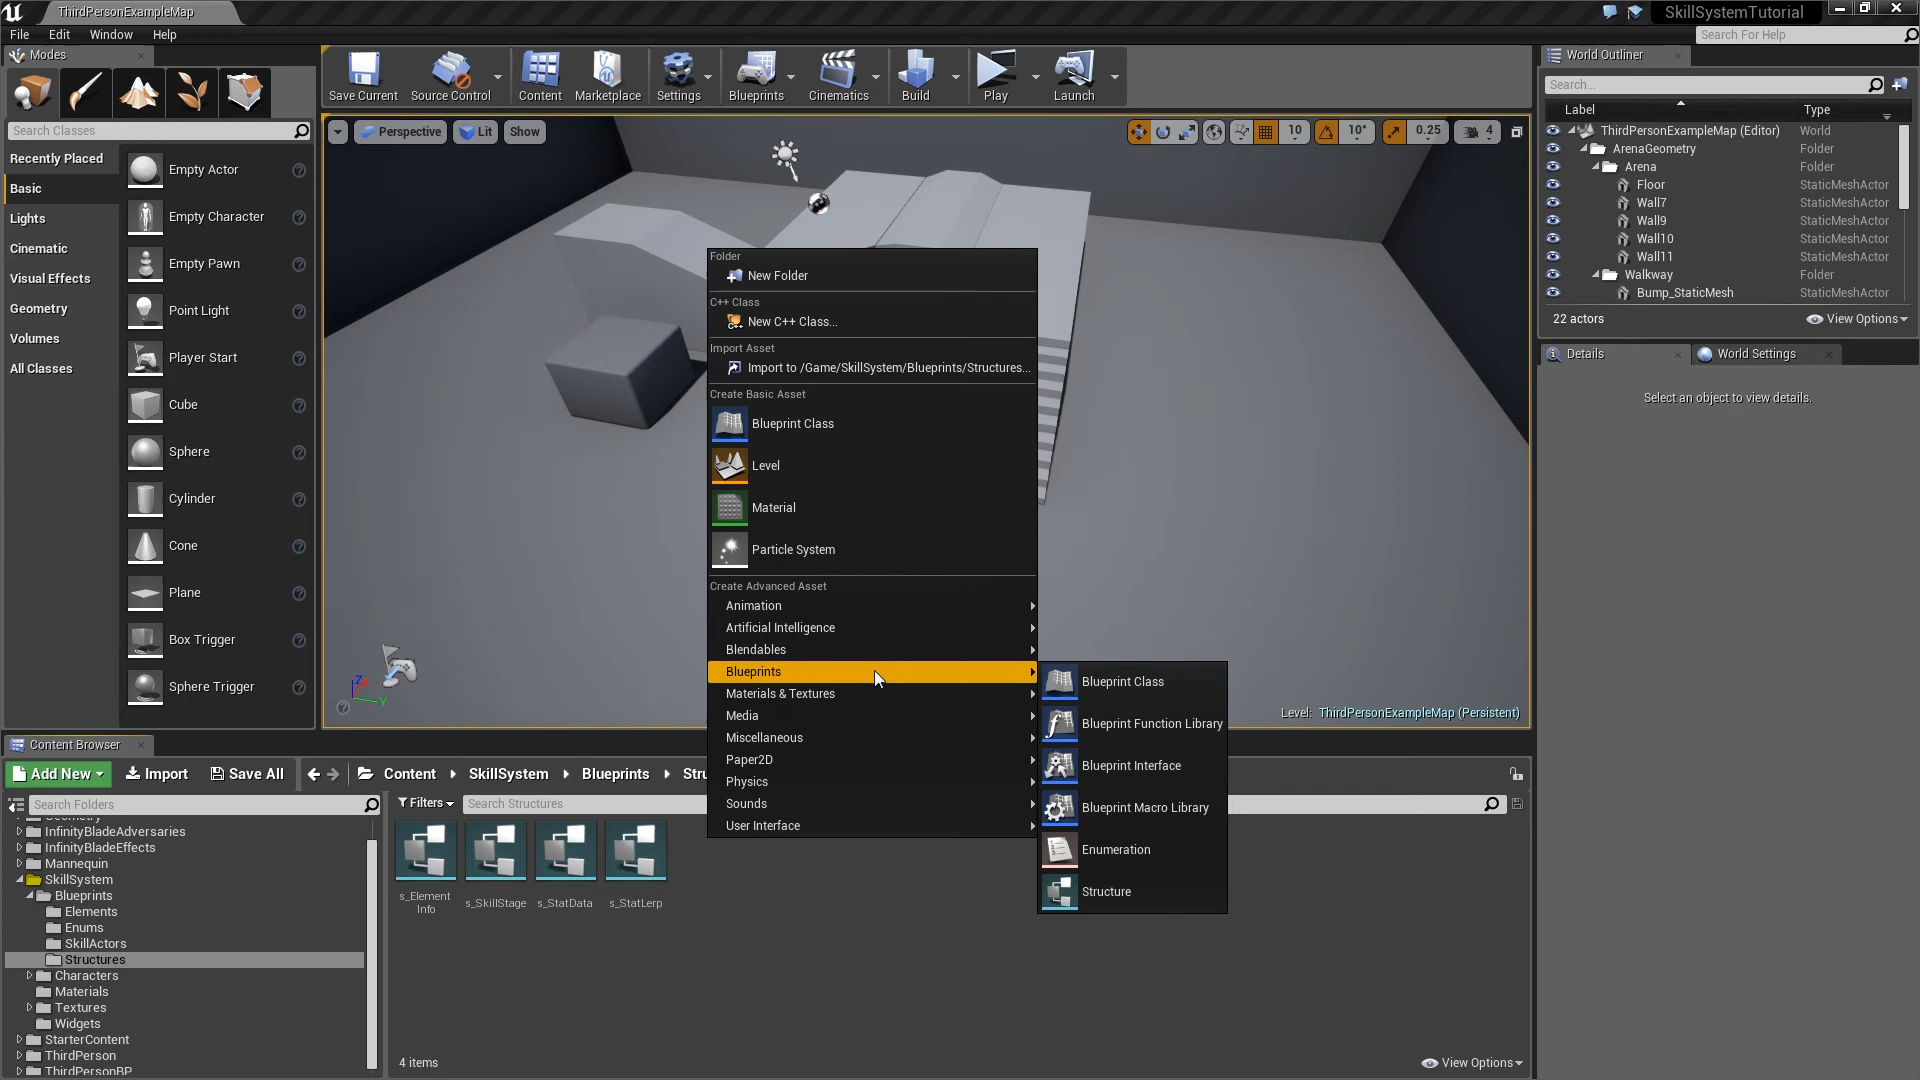 ThirdPersonExampleMap
SkillSystemTutorial
File Edit Window Help
Search For Help
Modes
Save Current Source Control Content Marketplace Settings Blueprints Cinematics Build Play Launch
World Outliner
Search...
Label Type
ThirdPersonExampleMap (Editor) World
ArenaGeometry Folder
Arena Folder
Floor StaticMeshActor
Wall7 StaticMeshActor
Wall9 StaticMeshActor
Wall10 StaticMeshActor
Wall11 StaticMeshActor
Walkway Folder
Bump_StaticMesh StaticMeshActor
22 actors View Options
Details World Settings
Select an object to view details.
Search Classes
Recently Placed
Basic
Lights
Cinematic
Visual Effects
Geometry
Volumes
All Classes
Empty Actor
Empty Character
Empty Pawn
Point Light
Player Start
Cube
Sphere
Cylinder
Cone
Plane
Box Trigger
Sphere Trigger
Perspective Lit Show
10 10° 0.25 4
Folder
New Folder
C++ Class
New C++ Class...
Import Asset
Import to /Game/SkillSystem/Blueprints/Structures...
Create Basic Asset
Blueprint Class
Level
Material
Particle System
Create Advanced Asset
Animation
Artificial Intelligence
Blendables
Blueprints
Materials & Textures
Media
Miscellaneous
Paper2D
Physics
Sounds
User Interface
Blueprint Class
Blueprint Function Library
Blueprint Interface
Blueprint Macro Library
Enumeration
Structure
Z
Y
Level: ThirdPersonExampleMap (Persistent)
Content Browser
Add New Import Save All Content SkillSystem Blueprints Stru
Search Folders
Filters Search Structures
Geometry
InfinityBladeAdversaries
InfinityBladeEffects
Mannequin
SkillSystem
Blueprints
Elements
Enums
SkillActors
Structures
Characters
Materials
Textures
Widgets
StarterContent
ThirdPerson
ThirdPersonBP
s_Element
Info
s_SkillStage
s_StatData
s_StatLerp
4 items View Options